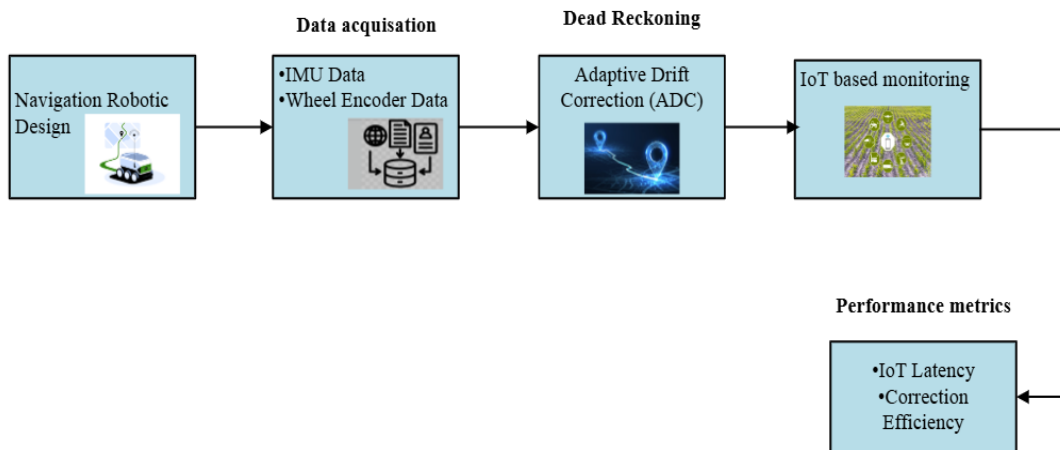 Data acquisation
Dead Reckoning
Navigation Robotic
Design
•IMU Data
•Wheel Encoder Data
Adaptive Drift
Correction (ADC)
IoT based monitoring
Performance metrics
•IoT Latency
•Correction
Efficiency